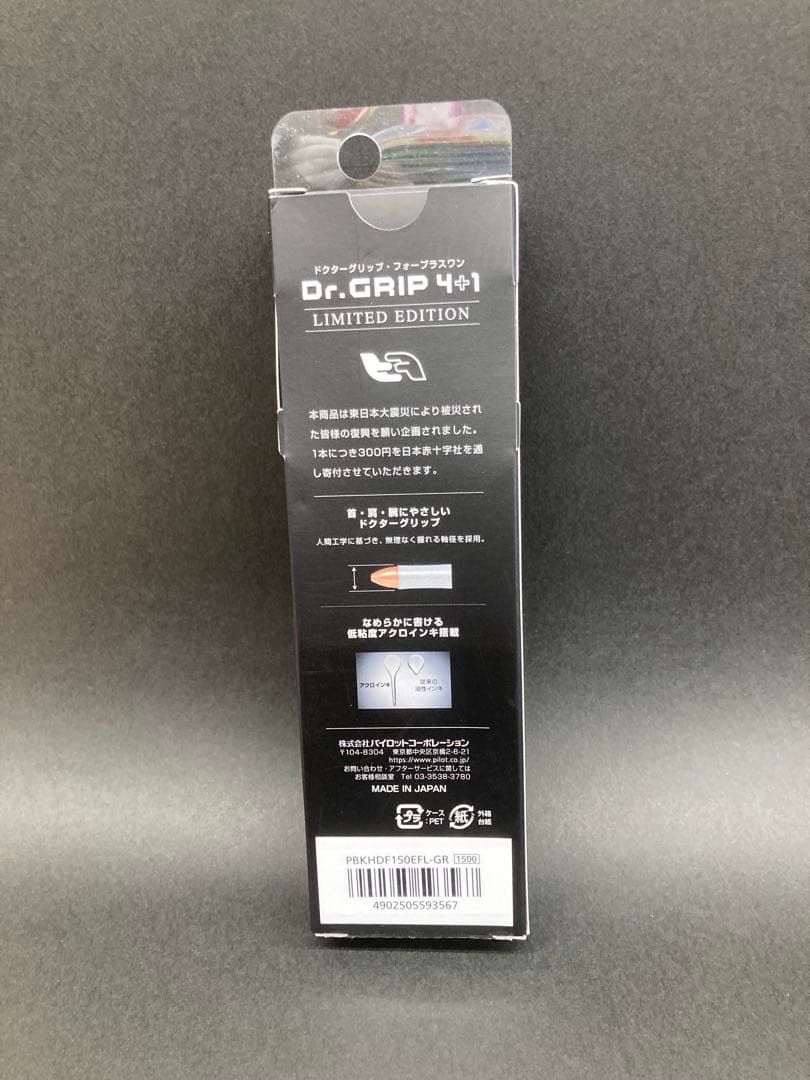 ドクターグリップ・フォープラスワン
Dr.GRIP 4+1
LIMITED EDITION
本商品は東日本大震災により被災され
た皆様の復興を願い企画されました。
1本につき300円を日本赤十字社を通
し寄付させていただきます。
首・肩・腕にやさしい
ドクターグリップ
人間工学に基づき、無理なく握れる軸径を採用。
なめらかに書ける
低粘度アクロインキ搭載
アクロインキ
従来の
油性インキ
株式会社パイロットコーポレーション
〒104-8304 東京都中央区京橋2-6-21
https://www.pilot.co.jp/
お問い合わせ・アフターサービスに関しては
お客様相談室 Tel 03-3538-3780
MADE IN JAPAN
プラ ケース :PET 紙 外箱 台紙
PBKHDF150EFL-GR 1500
4902505593567